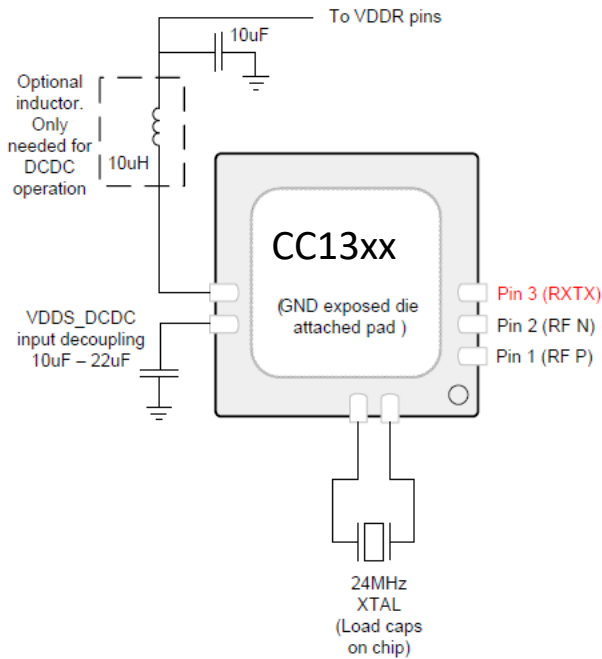 To VDDR pins
10uF
Optional
inductor.
Only
needed for
DCDC
operation
10uH
CC13xx
(GND exposed die
attached pad )
Pin 3 (RXTX)
Pin 2 (RF N)
Pin 1 (RF P)
VDDS_DCDC
input decoupling
10uF – 22uF
24MHz
XTAL
(Load caps
on chip)